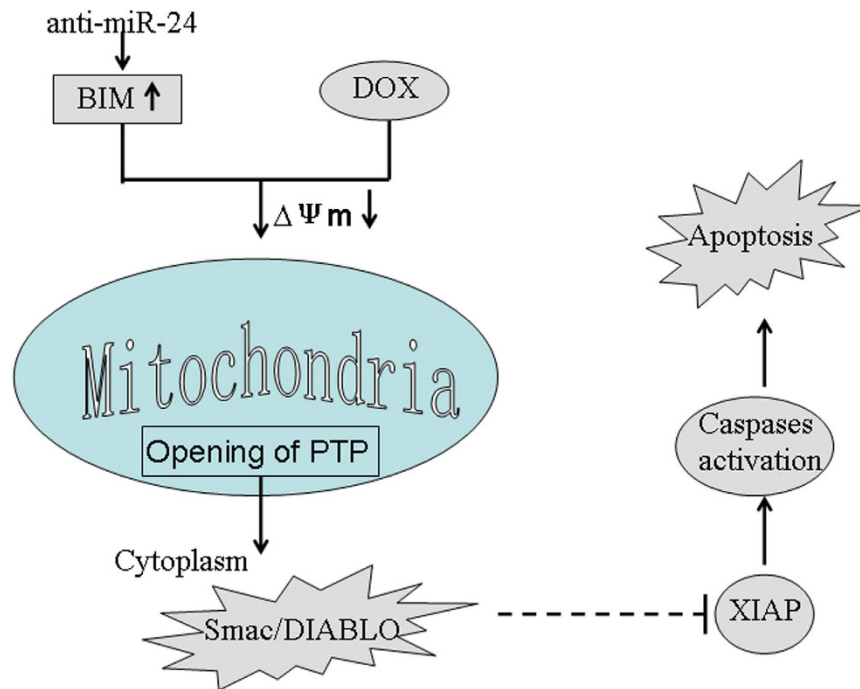 anti-miR-24
BIM ↑
DOX
ΔΨm ↓
Apoptosis
Mitochondria
Opening of PTP
Caspases
activation
Cytoplasm
Smac/DIABLO
XIAP